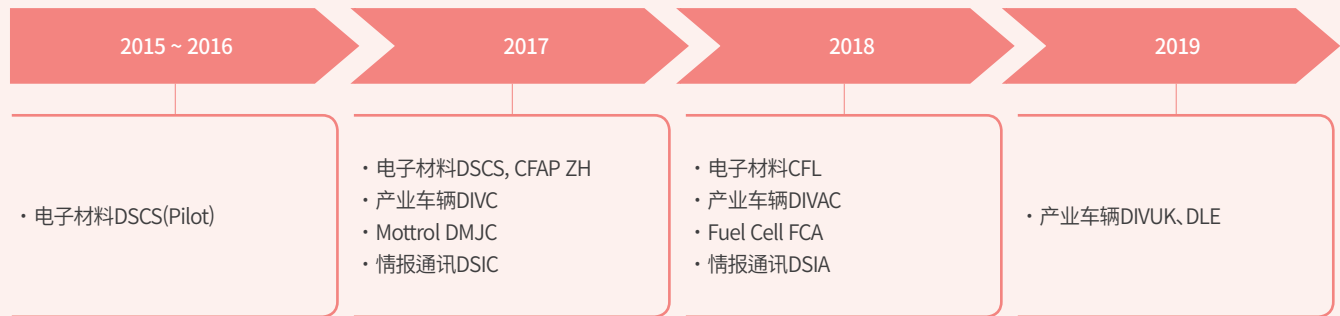 2015 ~ 2016
2017
2018
2019
・电子材料DSCS(Pilot)
・电子材料DSCS, CFAP ZH
・产业车辆DIVC
・Mottrol DMJC
・情报通讯DSIC
・电子材料CFL
・产业车辆DIVAC
・Fuel Cell FCA
・情报通讯DSIA
・产业车辆DIVUK、DLE